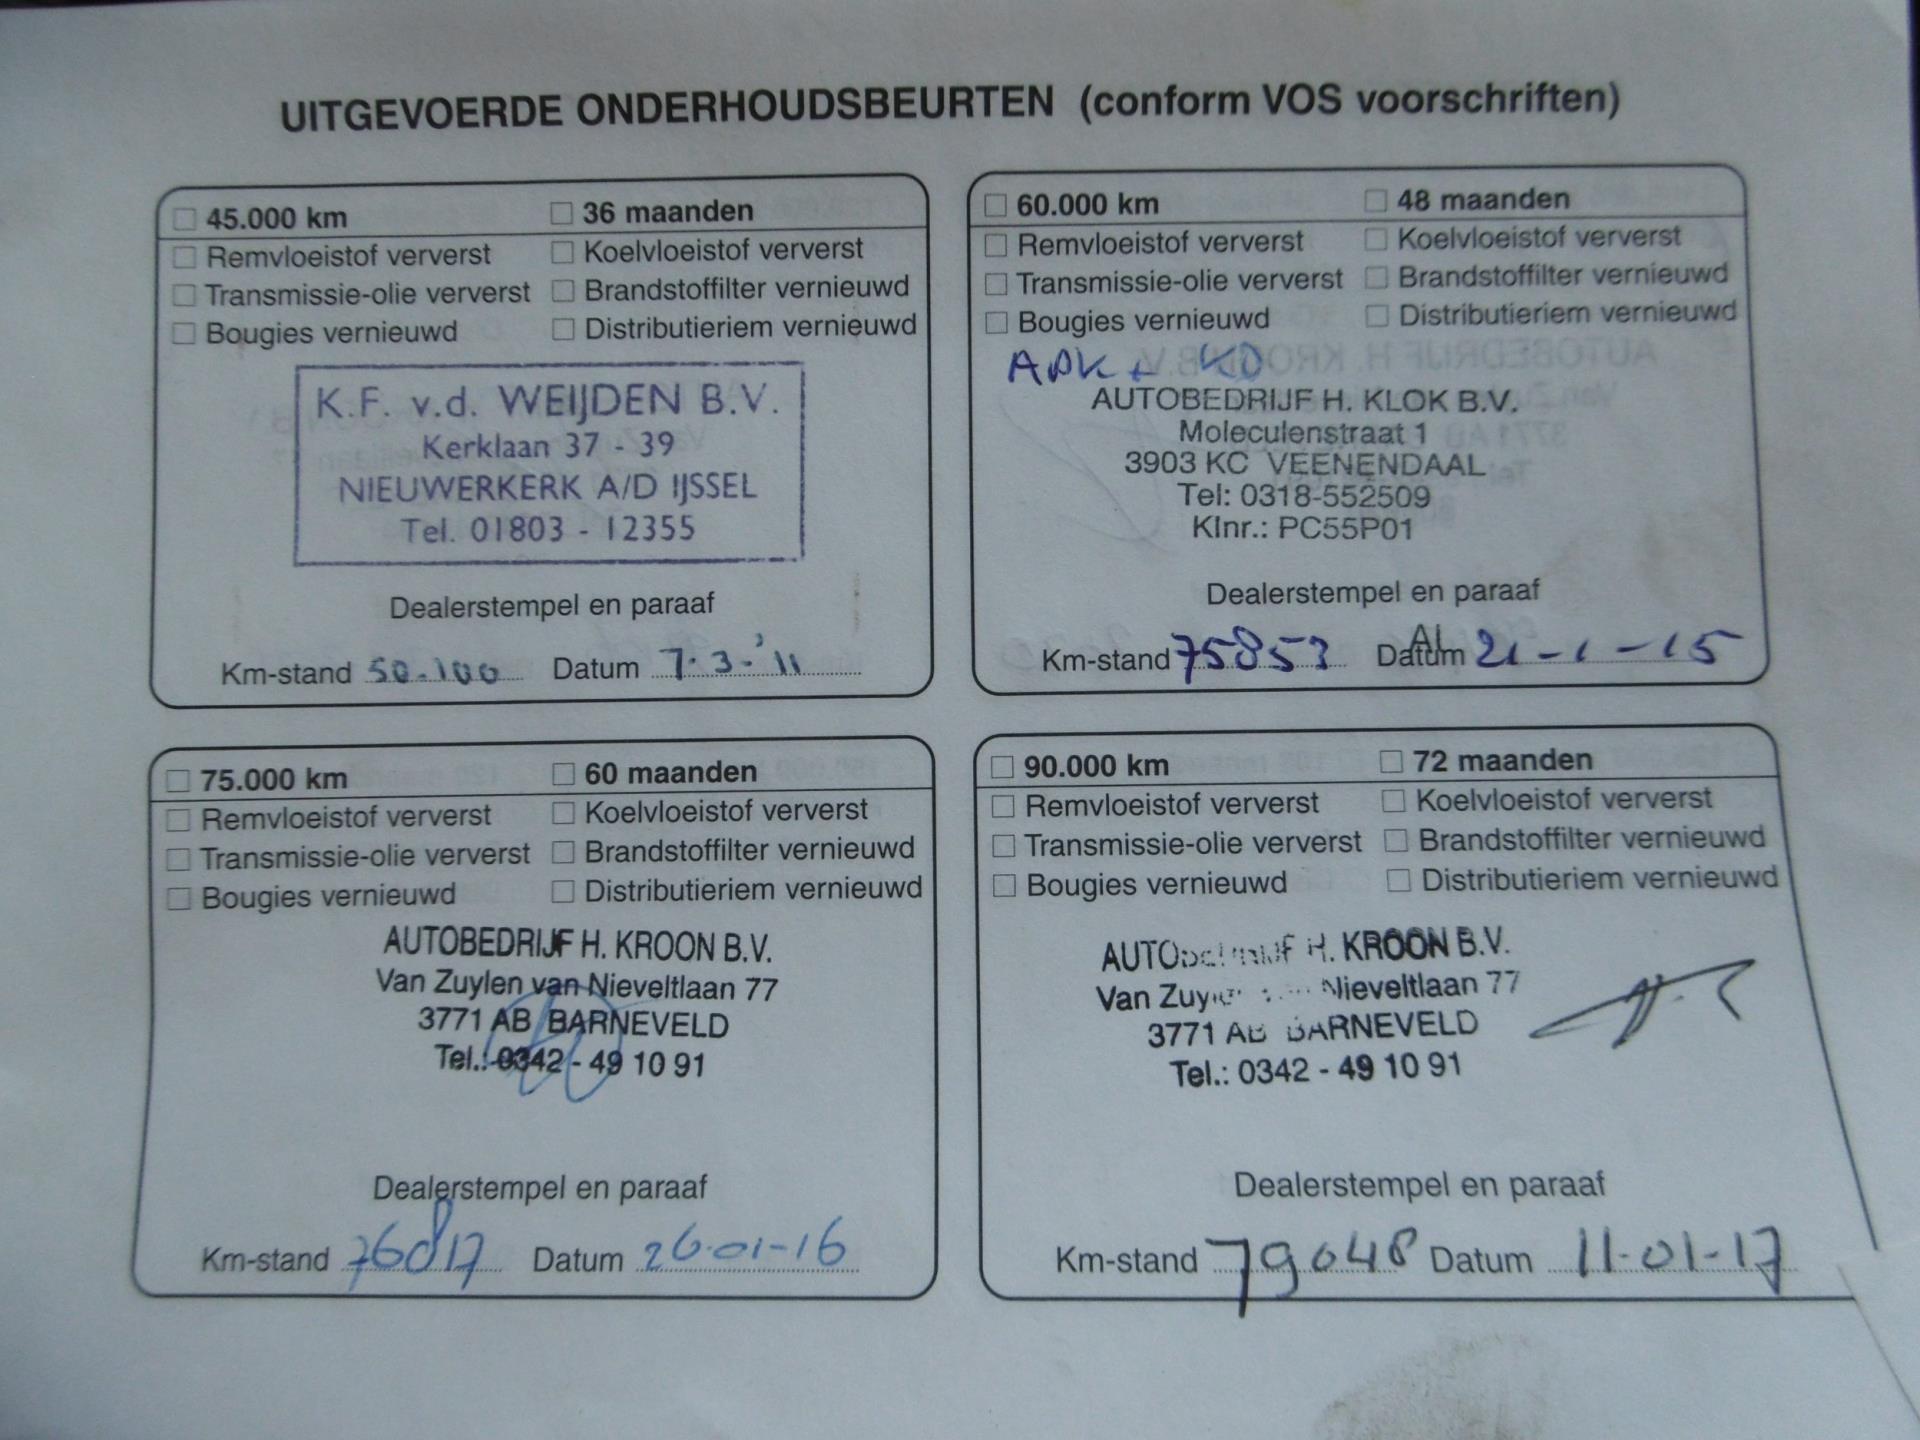 UITGEVOERDE ONDERHOUDSBEURTEN (conform VOS voorschriften)
45.000 km 36 maanden
Remvloeistof ververst Koelvloeistof ververst
Transmissie-olie ververst Brandstoffilter vernieuwd
Bougies vernieuwd Distributieriem vernieuwd
K.F. v.d. WEIJDEN B.V.
Kerklaan 37 - 39
NIEUWERKERK A/D IJSSEL
Tel. 01803 - 12355
Dealerstempel en paraaf
Km-stand 50.100 Datum 7.3-'11
60.000 km 48 maanden
Remvloeistof ververst Koelvloeistof ververst
Transmissie-olie ververst Brandstoffilter vernieuwd
Bougies vernieuwd Distributieriem vernieuwd
APK
AUTOBEDRIJF H. KLOK B.V.
Moleculenstraat 1
3903 KC VEENENDAAL
Tel: 0318-552509
Klnr.: PC55P01
Dealerstempel en paraaf
AL
Km-stand 75853 Datum 21-1-15
75.000 km 60 maanden
Remvloeistof ververst Koelvloeistof ververst
Transmissie-olie ververst Brandstoffilter vernieuwd
Bougies vernieuwd Distributieriem vernieuwd
AUTOBEDRIJF H. KROON B.V.
Van Zuylen van Nieveltlaan 77
3771 AB BARNEVELD
Tel.: 0342 - 49 10 91
Dealerstempel en paraaf
Km-stand 76817 Datum 26-01-16
90.000 km 72 maanden
Remvloeistof ververst Koelvloeistof ververst
Transmissie-olie ververst Brandstoffilter vernieuwd
Bougies vernieuwd Distributieriem vernieuwd
AUTOBEDRIJF H. KROON B.V.
Van Zuylen van Nieveltlaan 77
3771 AB BARNEVELD
Tel.: 0342 - 49 10 91
Dealerstempel en paraaf
Km-stand 79048 Datum 11-01-17